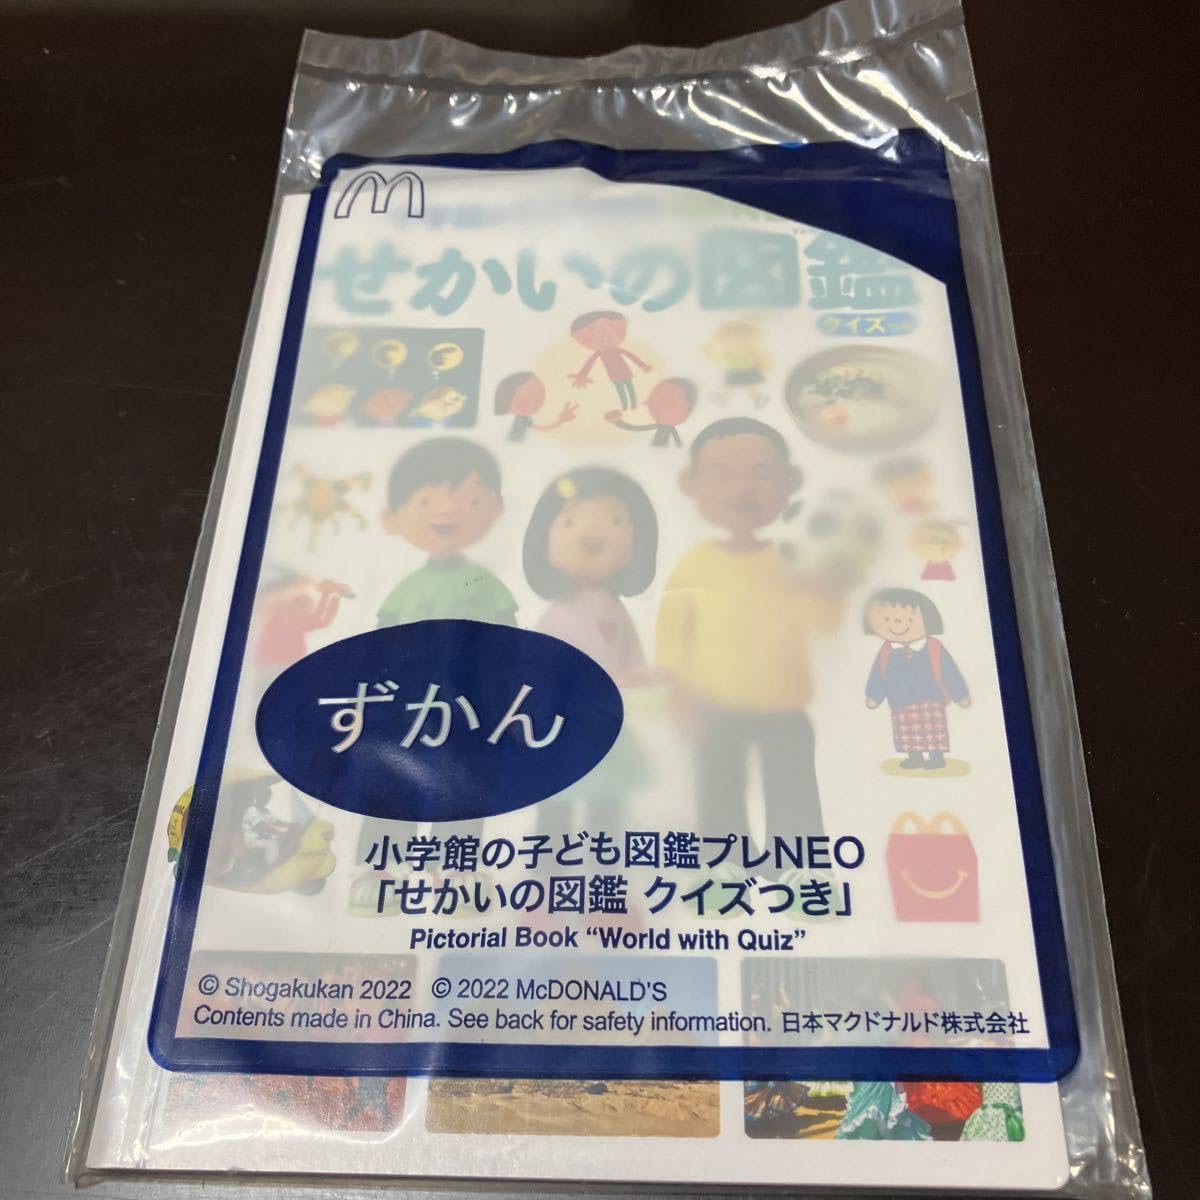 せかいの図鑑
クイズつき
ずかん
小学館の子ども図鑑プレNEO
「せかいの図鑑 クイズつき」
Pictorial Book “World with Quiz”
© Shogakukan 2022 © 2022 McDONALD'S
Contents made in China. See back for safety information. 日本マクドナルド株式会社